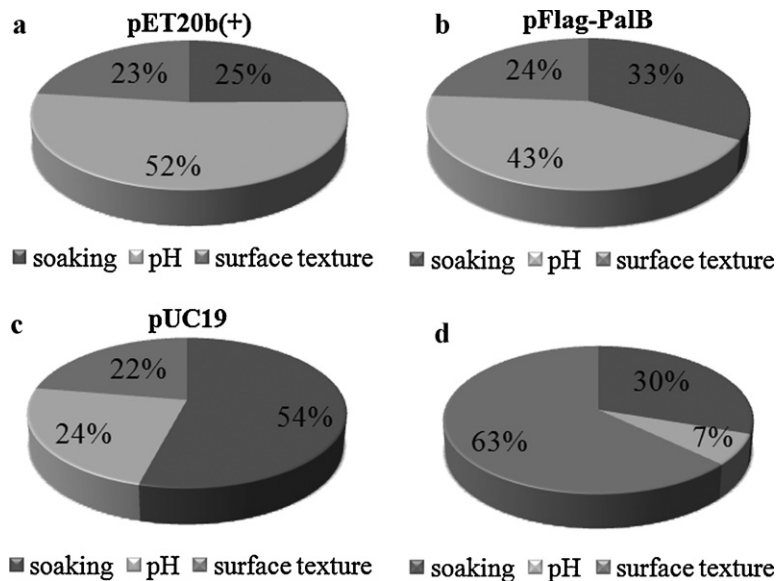 a
pET20b(+)
23%
25%
52%
soaking pH surface texture
b
pFlag-PalB
24%
33%
43%
soaking pH surface texture
c
pUC19
22%
54%
24%
soaking pH surface texture
d
30%
7%
63%
soaking pH surface texture